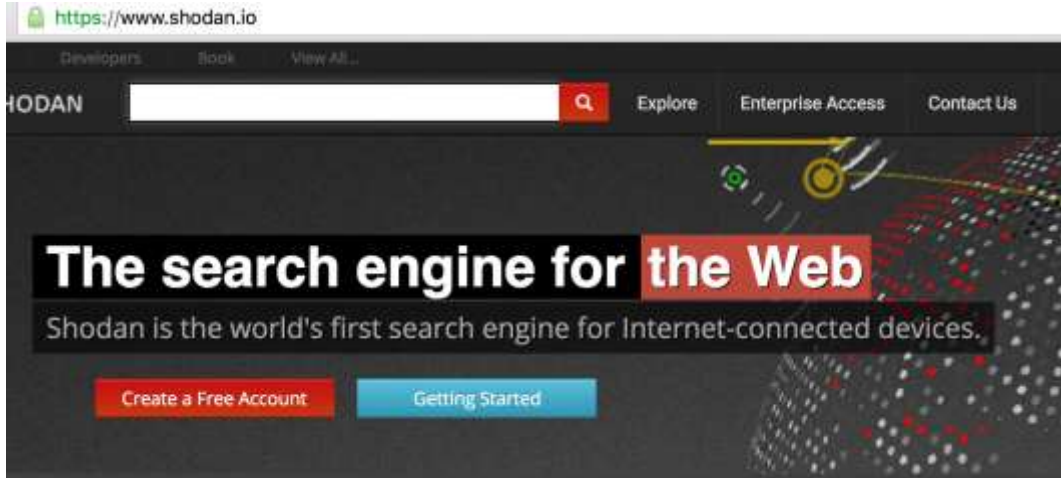 https://www.shodan.io
Developers Book View All...
HODAN Explore Enterprise Access Contact Us
The search engine for the Web
Shodan is the world's first search engine for Internet-connected devices.
Create a Free Account Getting Started